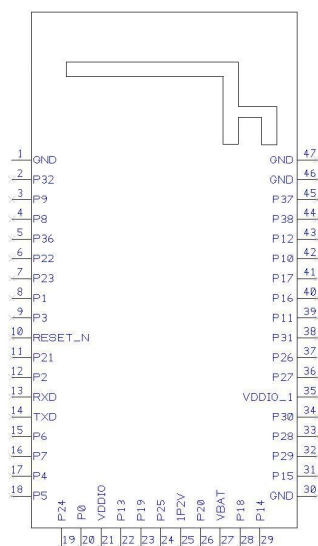 1 GND
2 P32
3 P9
4 P8
5 P36
6 P22
7 P23
8 P1
9 P3
10 RESET_N
11 P21
12 P2
13 RXD
14 TXD
15 P6
16 P7
17 P4
18 P5
P24 19
P0 20
VDDIO 21
P13 22
P19 23
P25 24
1P2V 25
P20 26
VBAT 27
P18 28
P14 29
GND 47
GND 46
P37 45
P38 44
P12 43
P10 42
P17 41
P16 40
P11 39
P31 38
P26 37
P27 36
VDDIO_1 35
P30 34
P28 33
P29 32
P15 31
GND 30